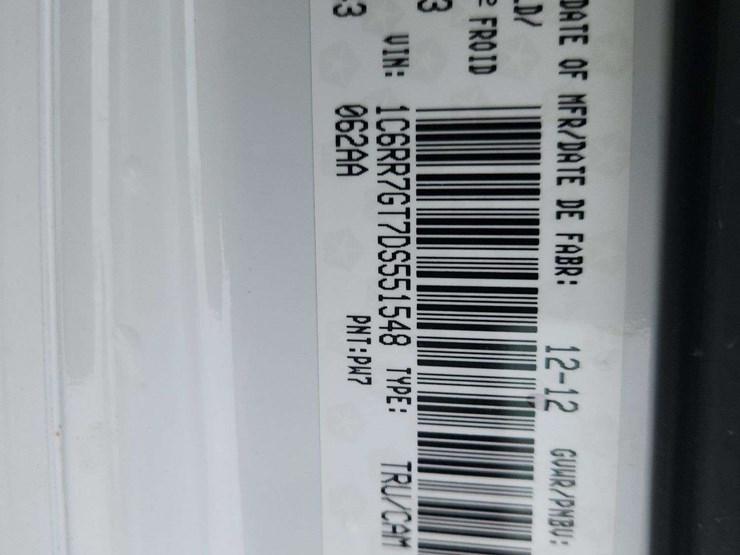 DATE OF MFR/DATE DE FABR: 12-12 GVWR/PNBV:
LD/
FROID
3
VIN: 1C6RR7GT7DS551548 TYPE: TRU/CAM
3 062AA PNT:PW7